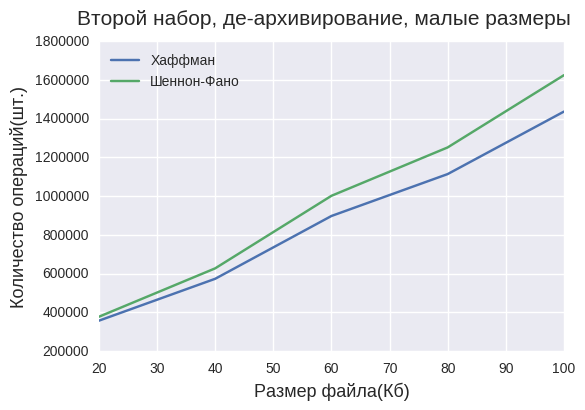 Второй набор, де-архивирование, малые размеры
Количество операций(шт.)
1800000
1600000
1400000
1200000
1000000
800000
600000
400000
200000
Хаффман
Шеннон-Фано
20 30 40 50 60 70 80 90 100
Размер файла(Кб)